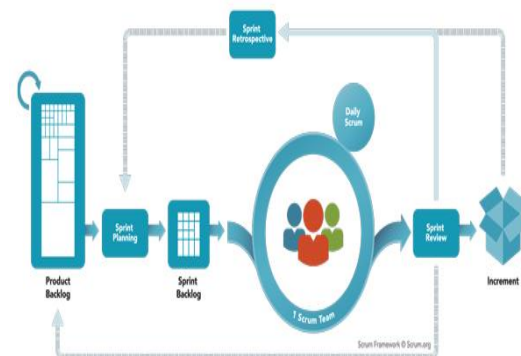 Sprint
Retrospective
Daily
Scrum
Sprint
Planning
Sprint
Review
Product
Backlog
Sprint
Backlog
1 Scrum Team
Increment
Scrum Framework © Scrum.org